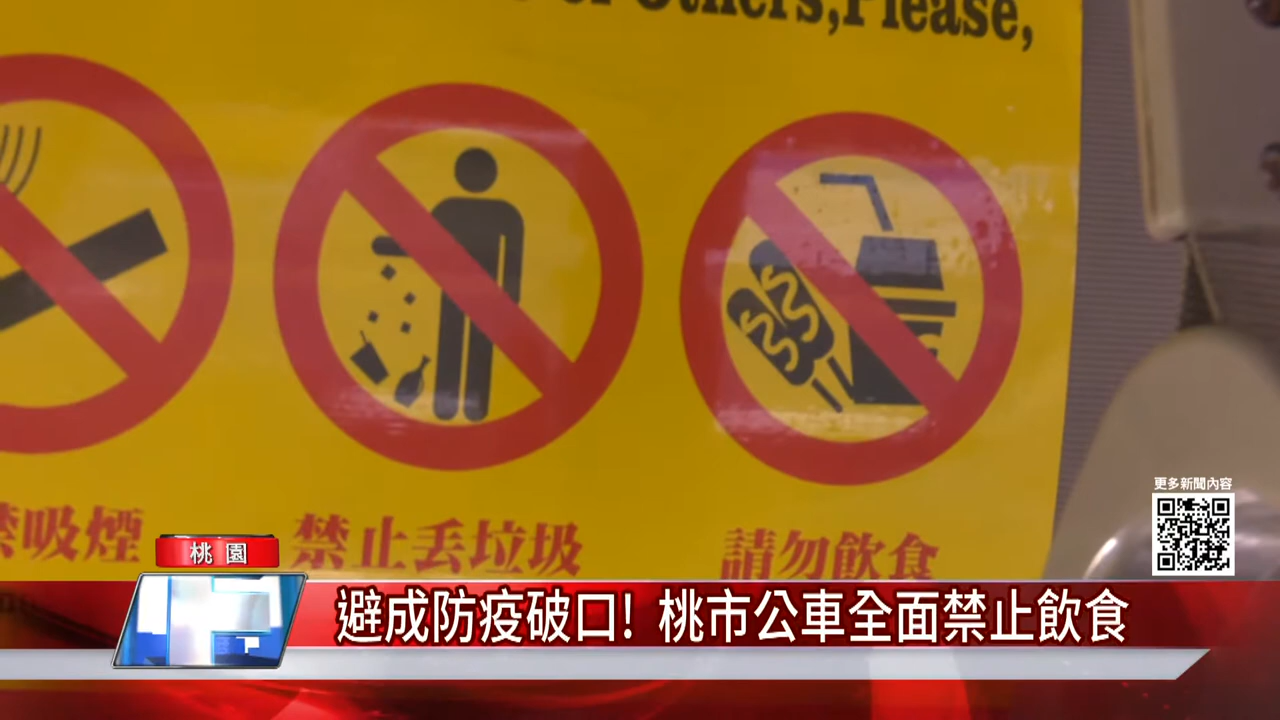 Others,Please,
禁吸煙
禁止丟垃圾
請勿飲食
更多新聞內容
桃園
避成防疫破口! 桃市公車全面禁止飲食